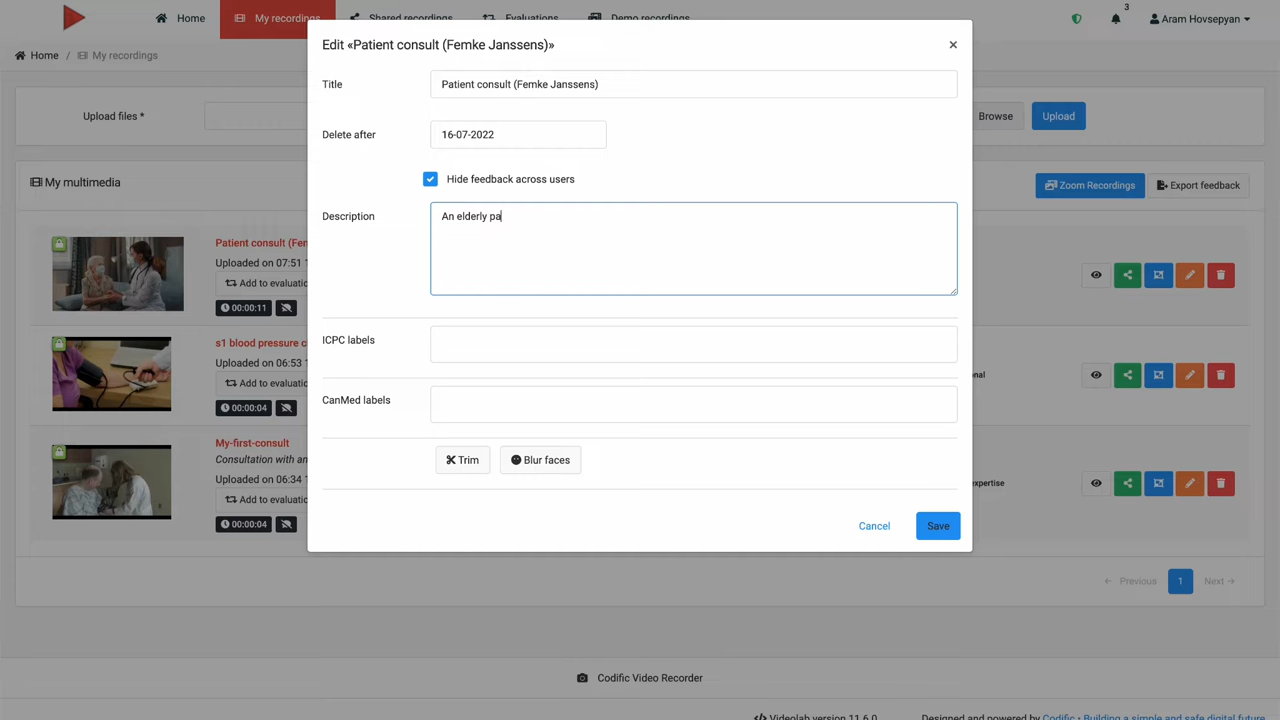 Home
My recordings
Shared recordings
Evaluations
Demo recordings
3
Aram Hovsepyan
Home / My recordings
Upload files *
Browse
Upload
My multimedia
Zoom Recordings
Export feedback
Patient consult (Fem
Uploaded on 07:51
Add to evaluatio
00:00:11
s1 blood pressure c
Uploaded on 06:53
Add to evaluatio
00:00:04
nal
My-first-consult
Consultation with an
Uploaded on 06:34
Add to evaluatio
00:00:04
xpertise
Edit «Patient consult (Femke Janssens)»
×
Title
Patient consult (Femke Janssens)
Delete after
16-07-2022
Hide feedback across users
Description
An elderly pa
ICPC labels
CanMed labels
Trim
Blur faces
Cancel
Save
← Previous
1
Next →
Codific Video Recorder
Videolab version 11.6.0
Designed and powered by Codific • Building a simple and safe digital future